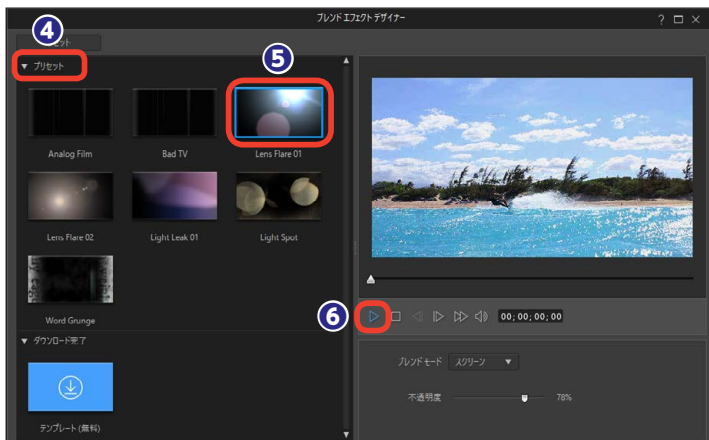 ブレンド エフェクト デザイナー
? □ ×
④
⑤
▼ プリセット
Analog Film
Bad TV
Lens Flare 01
Lens Flare 02
Light Leak 01
Light Spot
Word Grunge
⑥
00; 00; 00; 00
▼ ダウンロード完了
テンプレート (無料)
ブレンド モード スクリーン ▼
不透明度 78%